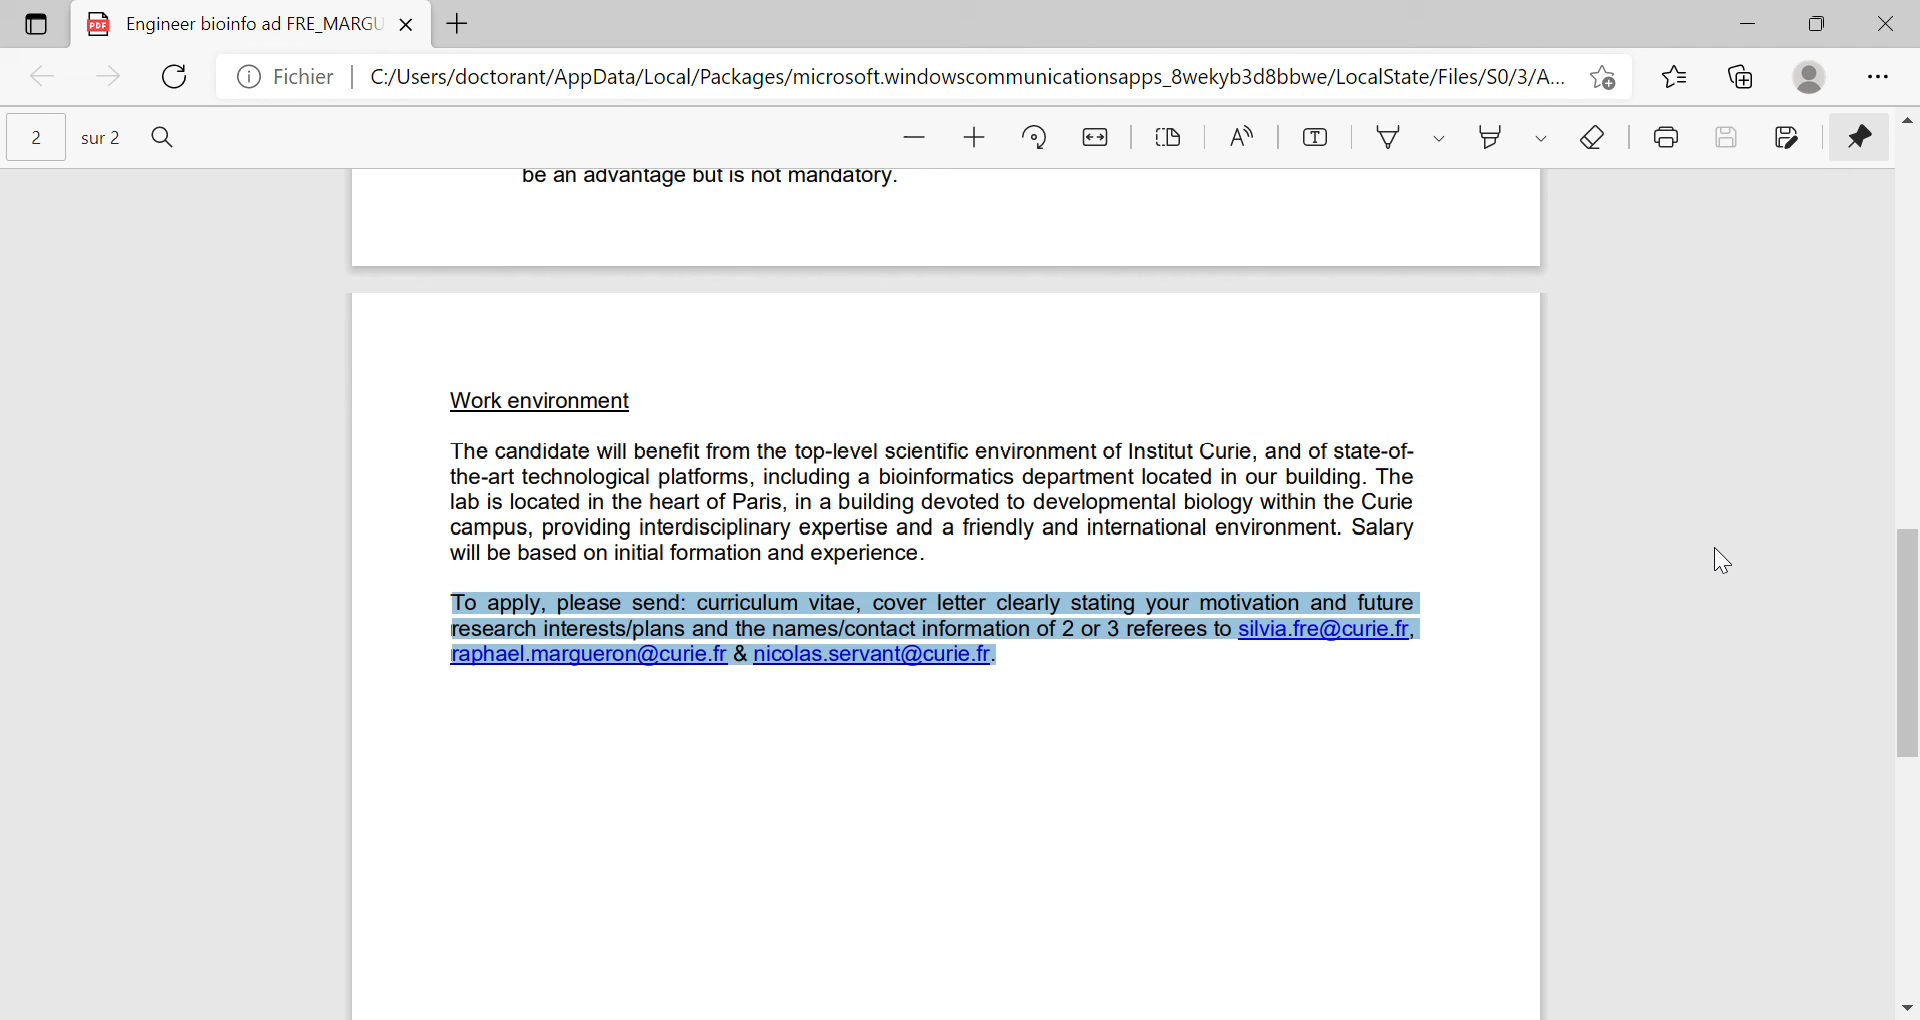 Engineer bioinfo ad FRE_MARGU
Fichier C:/Users/doctorant/AppData/Local/Packages/microsoft.windowscommunicationsapps_8wekyb3d8bbwe/LocalState/Files/S0/3/A...
2 sur 2
be an advantage but is not mandatory.
Work environment
The candidate will benefit from the top-level scientific environment of Institut Curie, and of state-of-
the-art technological platforms, including a bioinformatics department located in our building. The
lab is located in the heart of Paris, in a building devoted to developmental biology within the Curie
campus, providing interdisciplinary expertise and a friendly and international environment. Salary
will be based on initial formation and experience.
To apply, please send: curriculum vitae, cover letter clearly stating your motivation and future
research interests/plans and the names/contact information of 2 or 3 referees to silvia.fre@curie.fr,
raphael.margueron@curie.fr & nicolas.servant@curie.fr.